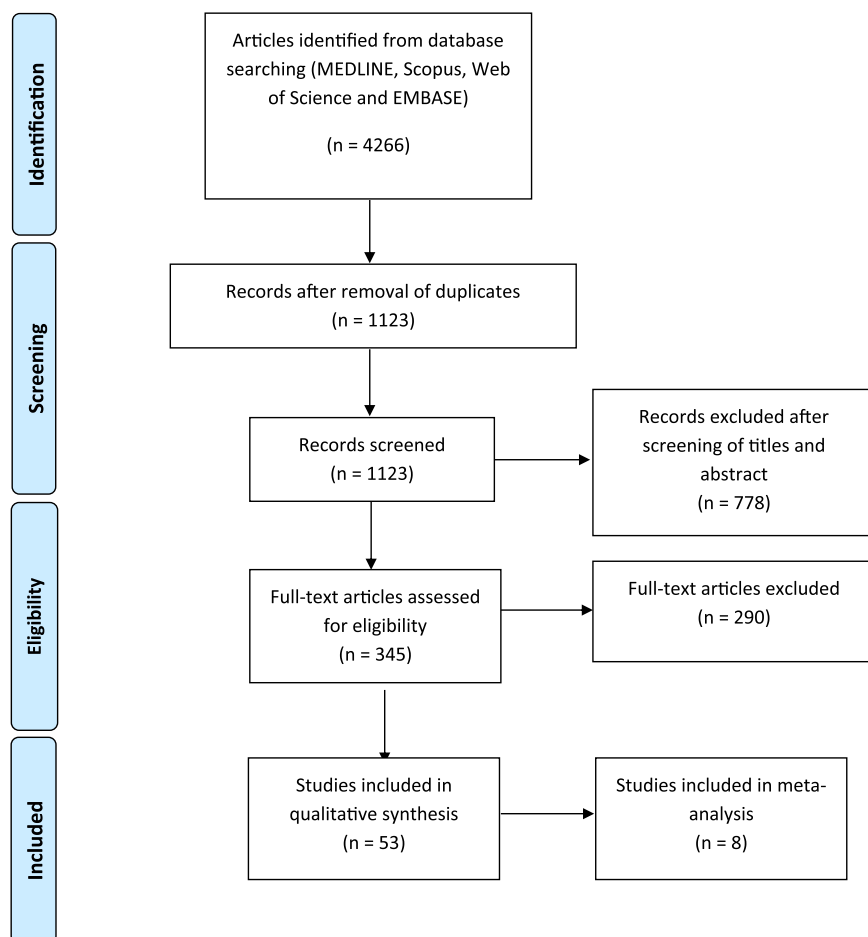 Identification
Articles identified from database
searching (MEDLINE, Scopus, Web
of Science and EMBASE)
(n = 4266)
Screening
Records after removal of duplicates
(n = 1123)
Records screened
(n = 1123)
Records excluded after
screening of titles and
abstract
(n = 778)
Eligibility
Full-text articles assessed
for eligibility
(n = 345)
Full-text articles excluded
(n = 290)
Included
Studies included in
qualitative synthesis
(n = 53)
Studies included in meta-
analysis
(n = 8)